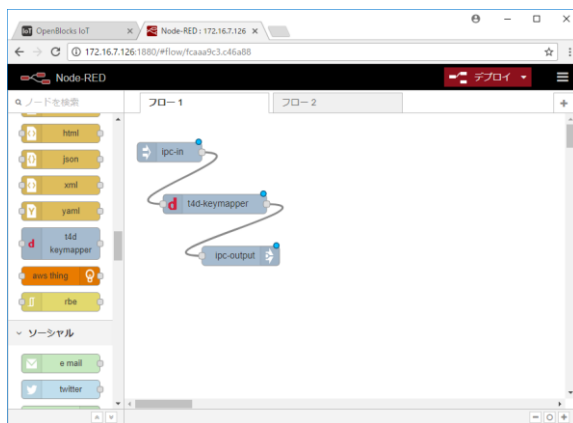 OpenBlocks IoT
Node-RED : 172.16.7.126
172.16.7.126:1880/#flow/fcaaa9c3.c46a88
Node-RED
デプロイ
ノードを検索
フロー 1
フロー 2
html
json
xml
yaml
t4d
keymapper
aws thing
rbe
ソーシャル
e mail
twitter
ipc-in
t4d-keymapper
ipc-output